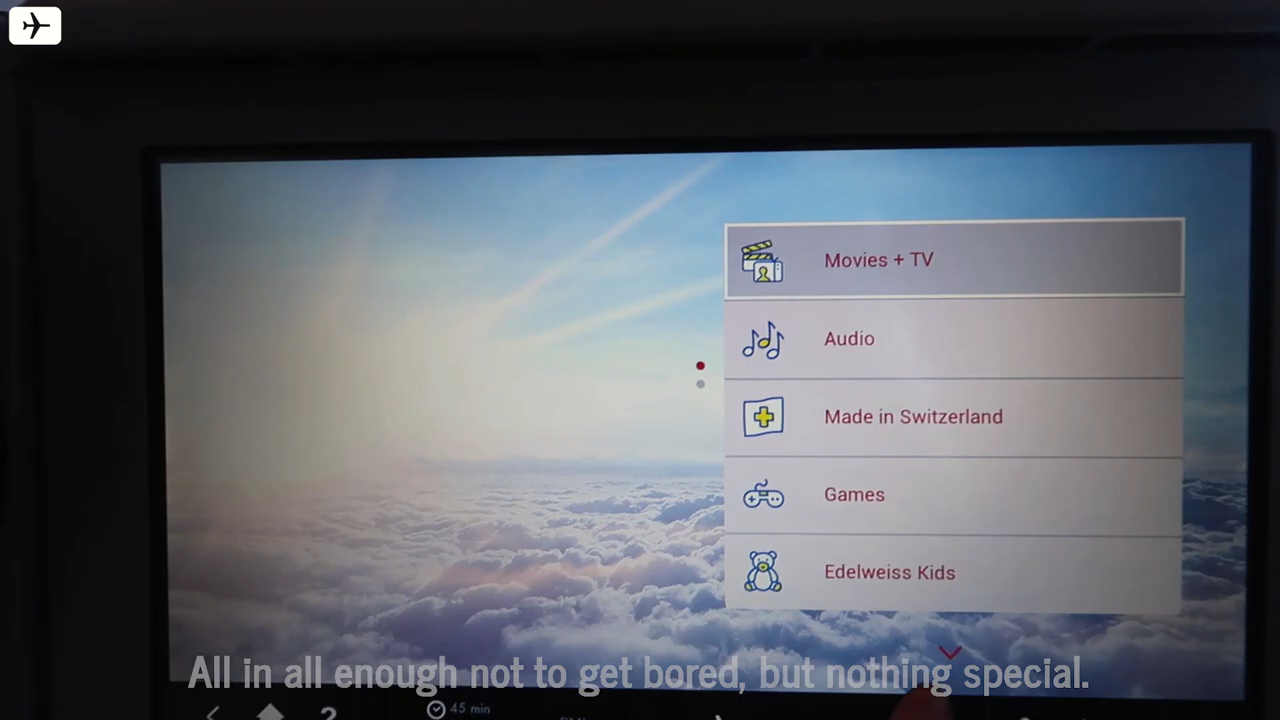 Movies + TV
Audio
Made in Switzerland
Games
Edelweiss Kids
All in all enough not to get bored, but nothing special.
? 45 min